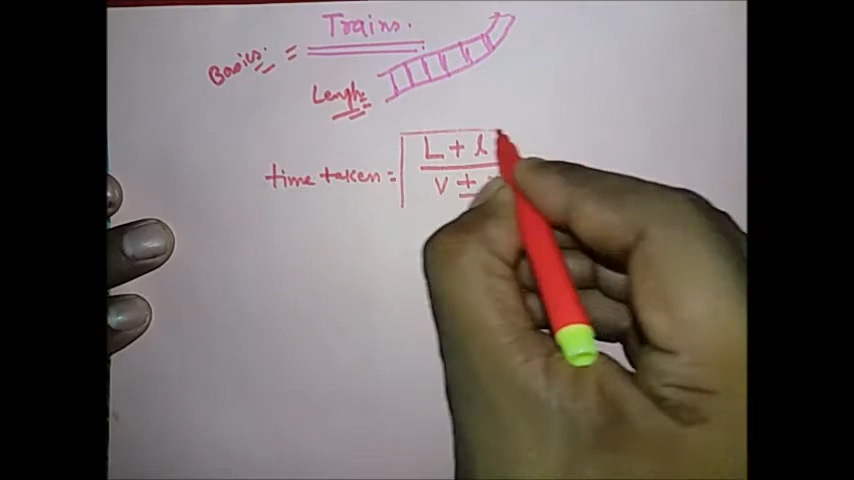 Trains.
Basics: =
Length:
time taken = L + l
V ±